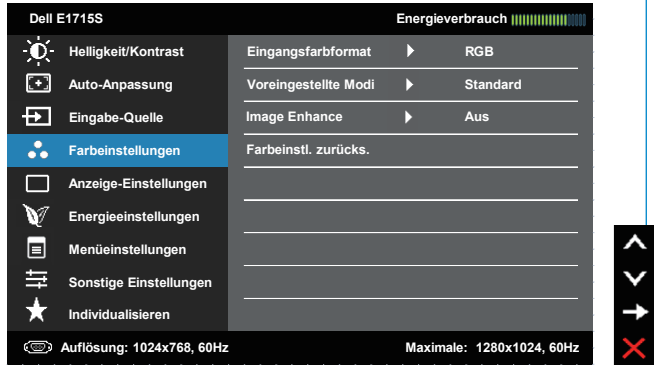 Dell E1715S Energieverbrauch
Helligkeit/Kontrast Eingangsfarbformat RGB
Auto-Anpassung Voreingestellte Modi Standard
Eingabe-Quelle Image Enhance Aus
Farbeinstellungen Farbeinstl. zurücks.
Anzeige-Einstellungen
Energieeinstellungen
Menüeinstellungen
Sonstige Einstellungen
Individualisieren
Auflösung: 1024x768, 60Hz Maximale: 1280x1024, 60Hz